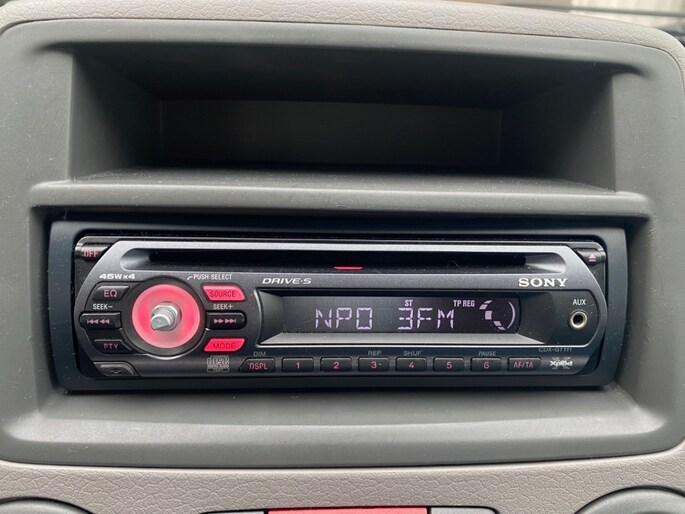 OFF
45W×4
PUSH SELECT
DRIVE•S
SONY
EQ
SOURCE
SEEK−
SEEK+
ST
TP REG
AUX
NPO 3FM
PTY
MODE
DIM
REP
SHUF
PAUSE
DSPL
1
2
3
4
5
6
AF/TA
Xplōd